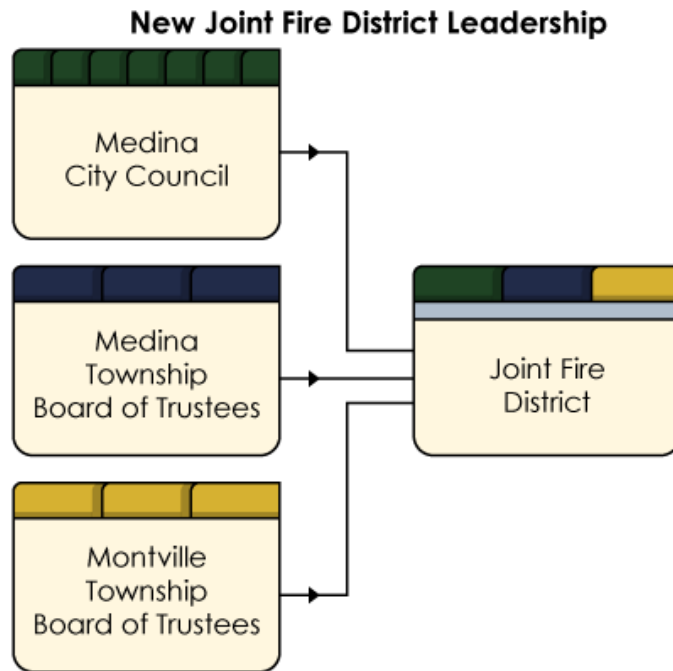 New Joint Fire District Leadership
Medina
City Council
Medina
Township
Board of Trustees
Joint Fire
District
Montville
Township
Board of Trustees